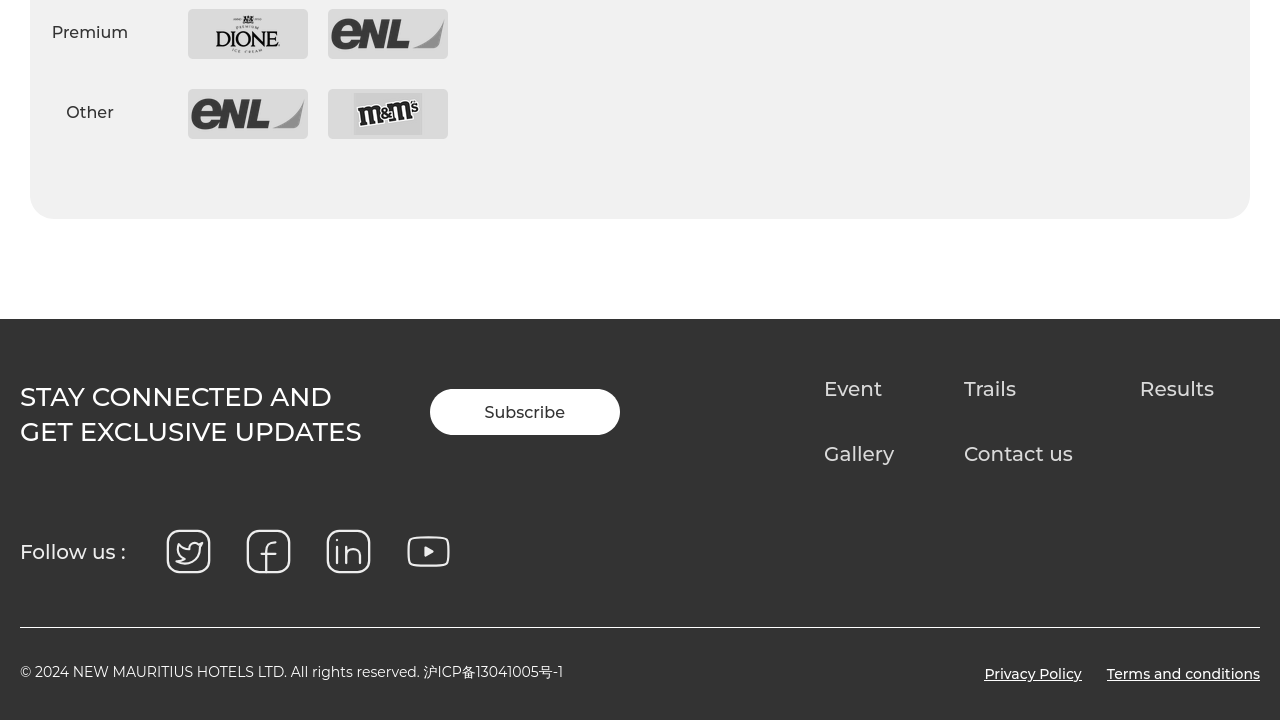 Premium
DIONE
ICE CREAM
eNL
Other
eNL
m&m's
STAY CONNECTED AND
GET EXCLUSIVE UPDATES
Subscribe
Event
Trails
Results
Gallery
Contact us
Follow us :
© 2024 NEW MAURITIUS HOTELS LTD. All rights reserved. 沪ICP备13041005号-1
Privacy Policy
Terms and conditions